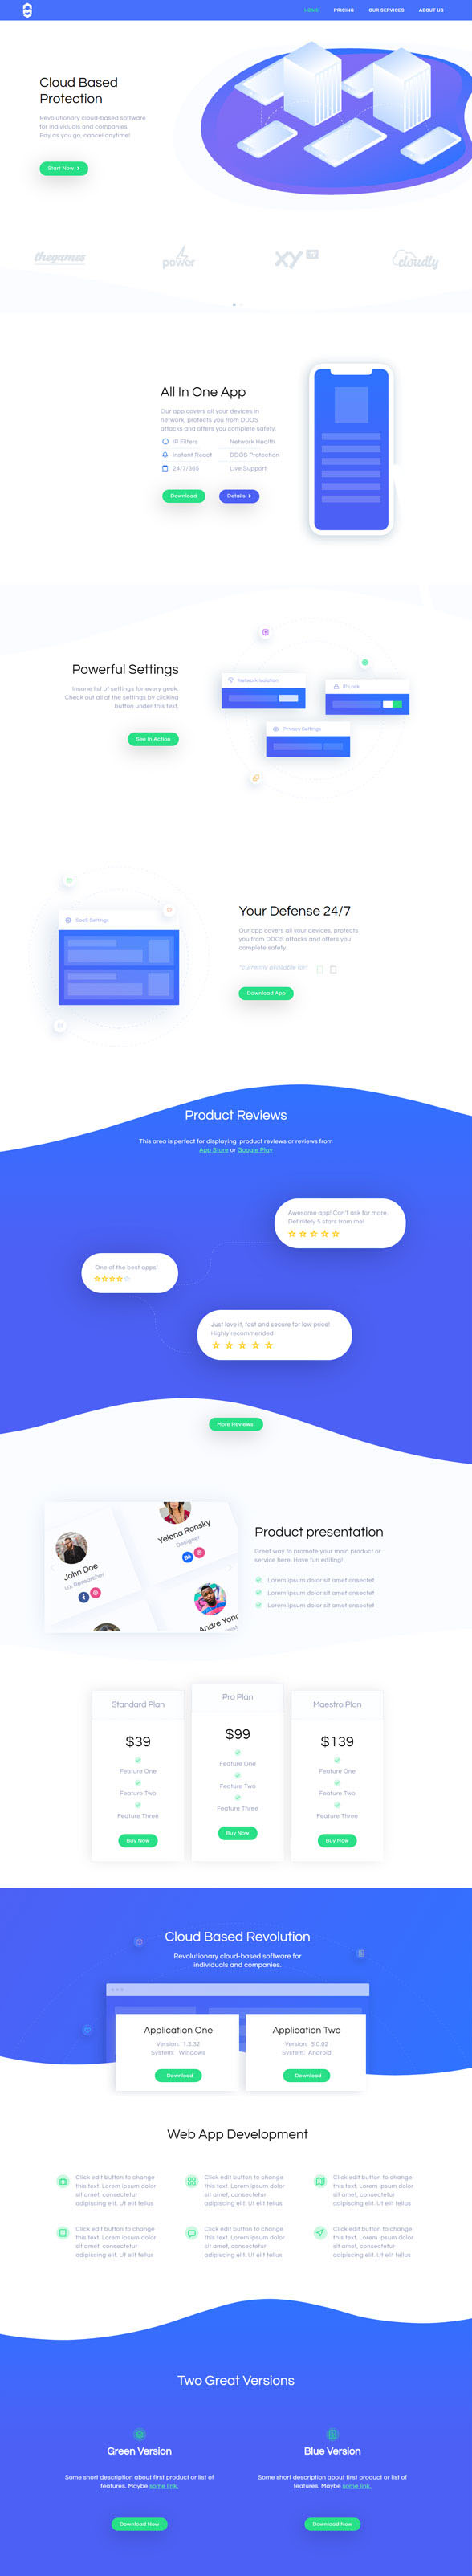 HOME PRICING OUR SERVICES ABOUT US
Cloud Based
Protection
Revolutionary cloud-based software
for individuals and companies.
Pay as you go, cancel anytime!
Start Now
thegames power XY cloudly
All In One App
Our app covers all your devices in
network, protects you from DDOS
attacks and offers you complete safety.
IP Filters Network Health
Instant React DDOS Protection
24/7/365 Live Support
Download Details
Powerful Settings
Insane list of settings for every geek.
Check out all of the settings by clicking
button under this text.
See In Action
Network Isolation
PI Lock
Privacy Settings
SaaS Settings
Your Defense 24/7
Our app covers all your devices, protects
you from DDOS attacks and offers you
complete safety.
*currently available for:
Download App
Product Reviews
This area is perfect for displaying product reviews or reviews from
App Store or Google Play
Awesome app! Can't ask for more.
Definitely 5 stars from me!
One of the best apps!
Just love it, fast and secure for low price!
Highly recommended
More Reviews
John Doe
UX Researcher
Yelena Ronsky
Designer
Andre Yon
Product presentation
Great way to promote your main product or
service here. Have fun editing!
Lorem ipsum dolor sit amet onsectet
Lorem ipsum dolor sit amet onsectet
Lorem ipsum dolor sit amet onsectet
Standard Plan
$39
Feature One
Feature Two
Feature Three
Buy Now
Pro Plan
$99
Feature One
Feature Two
Feature Three
Buy Now
Maestro Plan
$139
Feature One
Feature Two
Feature Three
Buy Now
Cloud Based Revolution
Revolutionary cloud-based software for
individuals and companies.
Application One
Version: 1.3.32
System: Windows
Download
Application Two
Version: 5.0.32
System: Android
Download
Web App Development
Click edit button to change
this text. Lorem ipsum dolor
sit amet, consectetur
adipiscing elit. Ut elit tellus
Click edit button to change
this text. Lorem ipsum dolor
sit amet, consectetur
adipiscing elit. Ut elit tellus
Click edit button to change
this text. Lorem ipsum dolor
sit amet, consectetur
adipiscing elit. Ut elit tellus
Click edit button to change
this text. Lorem ipsum dolor
sit amet, consectetur
adipiscing elit. Ut elit tellus
Click edit button to change
this text. Lorem ipsum dolor
sit amet, consectetur
adipiscing elit. Ut elit tellus
Click edit button to change
this text. Lorem ipsum dolor
sit amet, consectetur
adipiscing elit. Ut elit tellus
Two Great Versions
Green Version
Some short description about first product or list of
features. Maybe some link.
Download Now
Blue Version
Some short description about first product or list of
features. Maybe some link.
Download Now